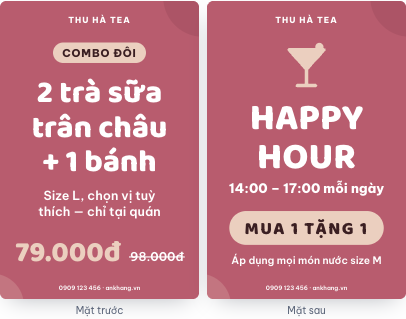 THU HÀ TEA
COMBO ĐÔI
2 trà sữa
trân châu
+ 1 bánh
Size L, chọn vị tuỳ
thích — chỉ tại quán
79.000đ 98.000đ
0909 123 456 · ankhang.vn
Mặt trước
THU HÀ TEA
HAPPY
HOUR
14:00 – 17:00 mỗi ngày
MUA 1 TẶNG 1
Áp dụng mọi món nước size M
0909 123 456 · ankhang.vn
Mặt sau